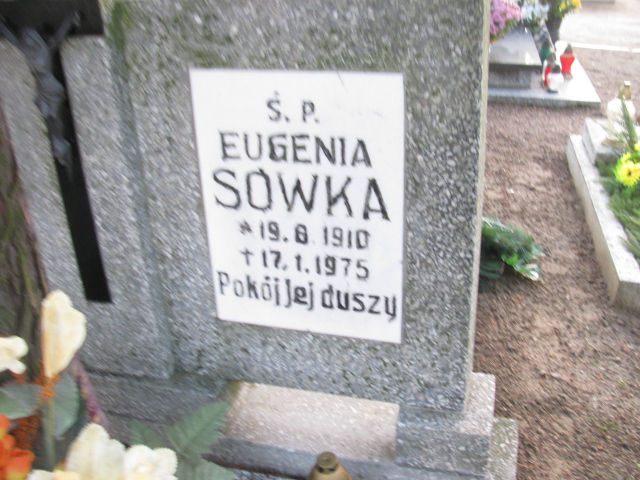 Ś. P.
EUGENIA
SOWKA
*19.8.1910
†17.1.1975
Pokój Jej duszy